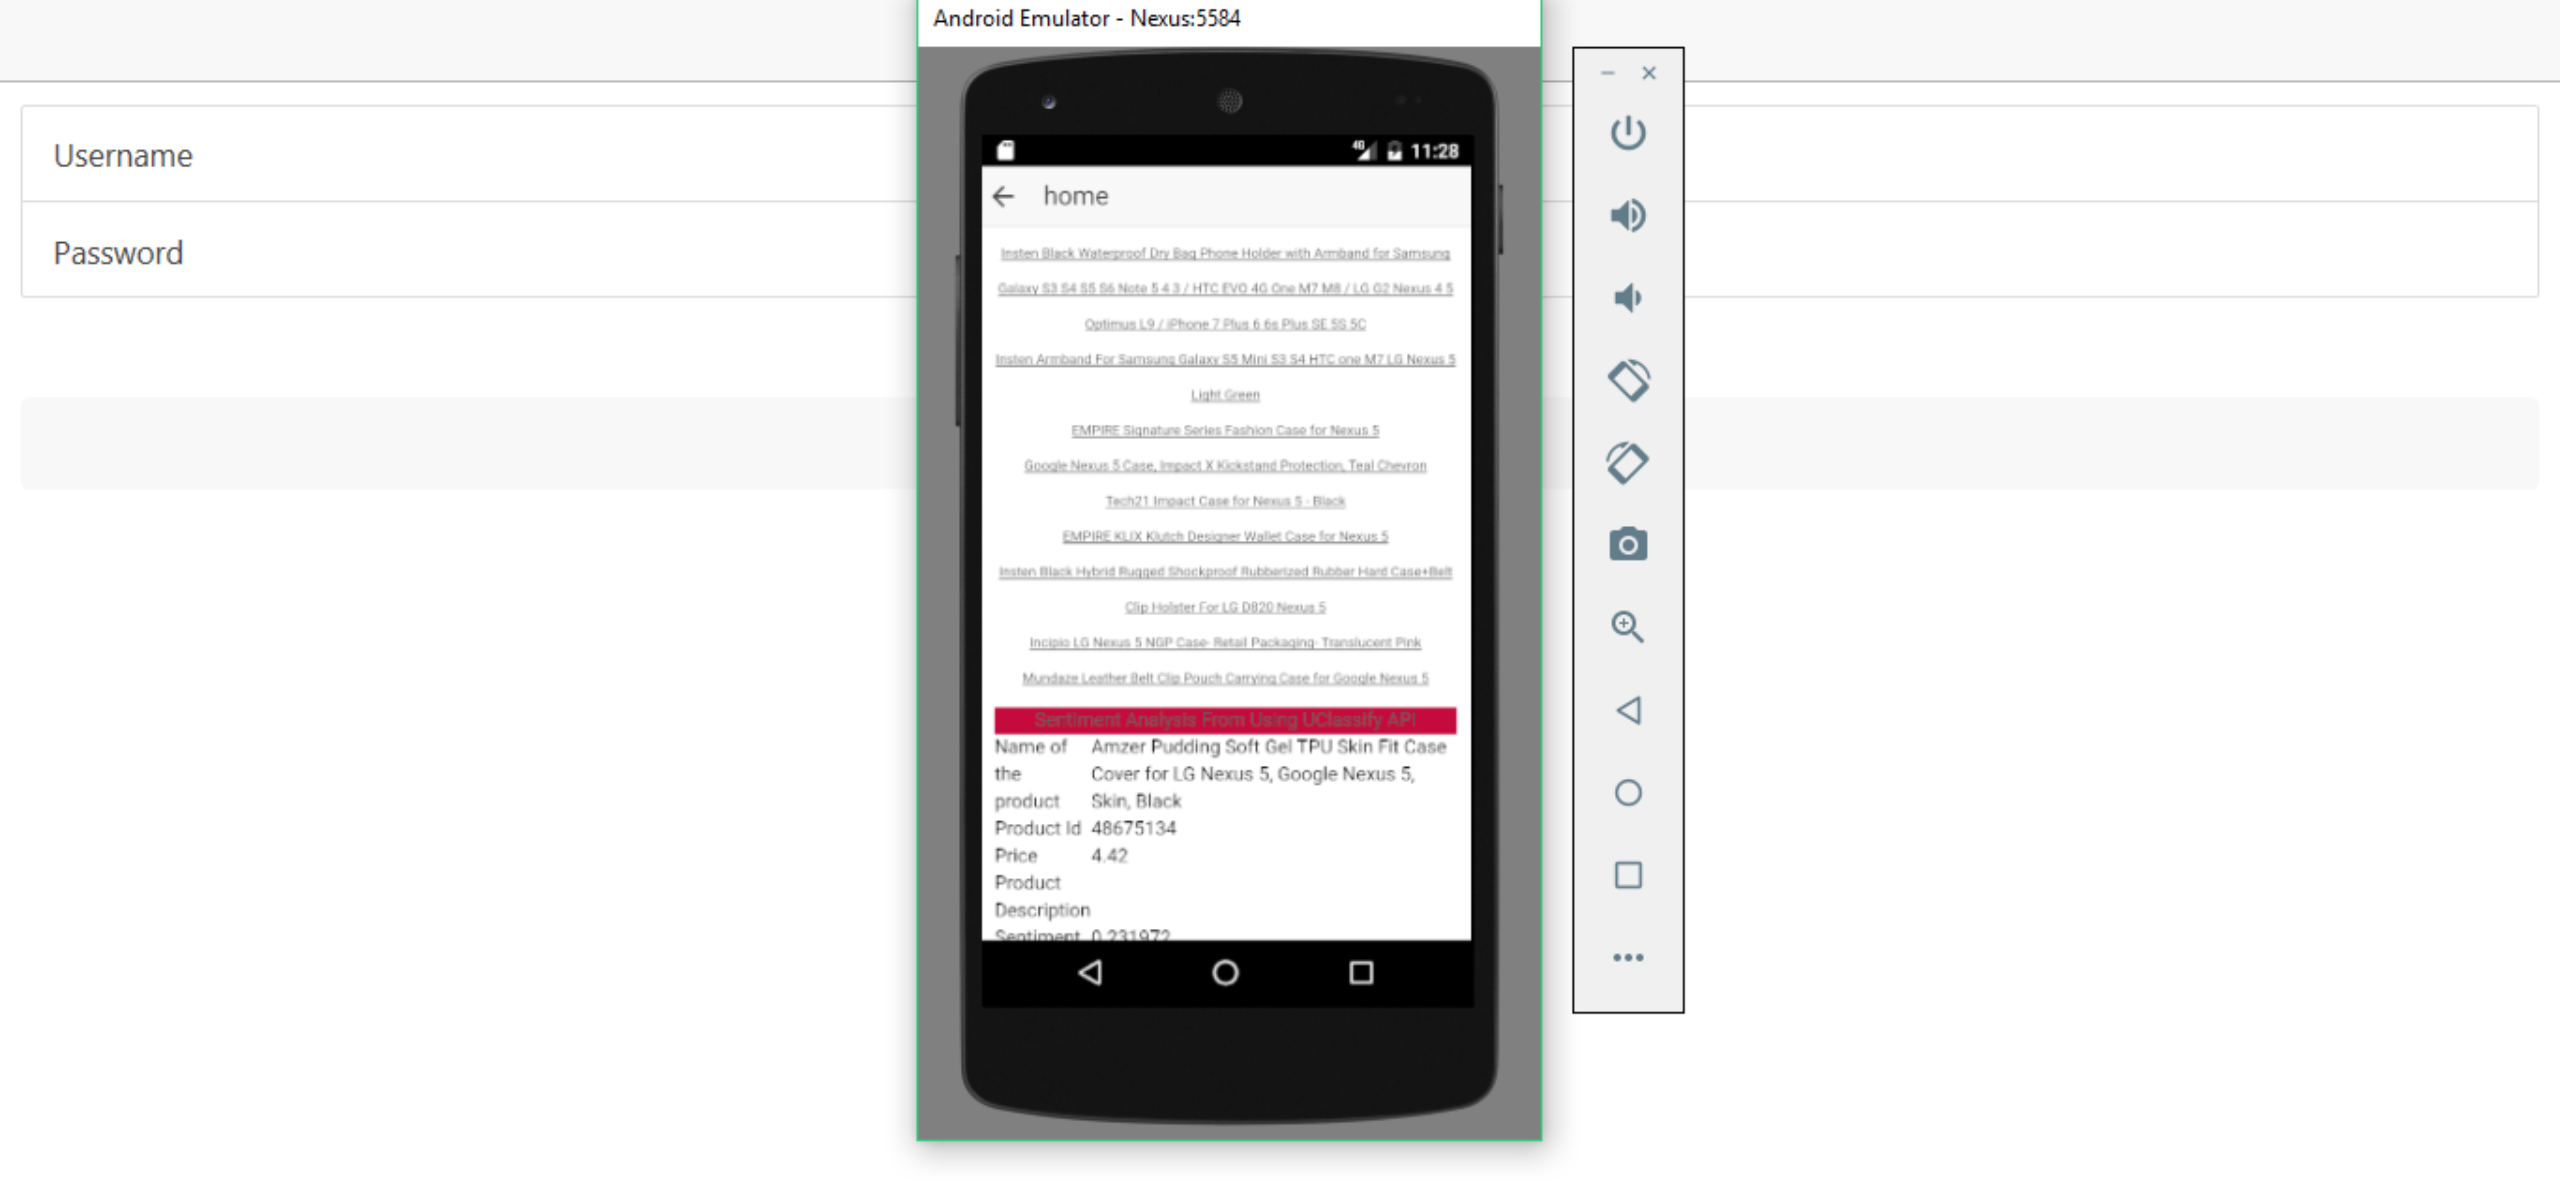 Android Emulator - Nexus:5584
Username
Password
4G
11:28
home
Insten Black Waterproof Dry Bag Phone Holder with Armband for Samsung
Galaxy S3 S4 S5 S6 Note 5 4 3 / HTC EVO 4G One M7 M8 / LG G2 Nexus 4 5
Optimus L9 / iPhone 7 Plus 6 6s Plus SE 5S 5C
Insten Armband For Samsung Galaxy S5 Mini S3 S4 HTC one M7 LG Nexus 5
Light Green
EMPIRE Signature Series Fashion Case for Nexus 5
Google Nexus 5 Case, Impact X Kickstand Protection, Teal Chevron
Tech21 Impact Case for Nexus 5 - Black
EMPIRE KLIX Klutch Designer Wallet Case for Nexus 5
Insten Black Hybrid Rugged Shockproof Rubberized Rubber Hard Case+Belt
Clip Holster For LG D820 Nexus 5
Incipio LG Nexus 5 NGP Case- Retail Packaging- Translucent Pink
Mundaze Leather Belt Clip Pouch Carrying Case for Google Nexus 5
Sentiment Analysis From Using UClassify API
Name of Amzer Pudding Soft Gel TPU Skin Fit Case
the Cover for LG Nexus 5, Google Nexus 5,
product Skin, Black
Product Id 48675134
Price 4.42
Product
Description
Sentiment 0.231972